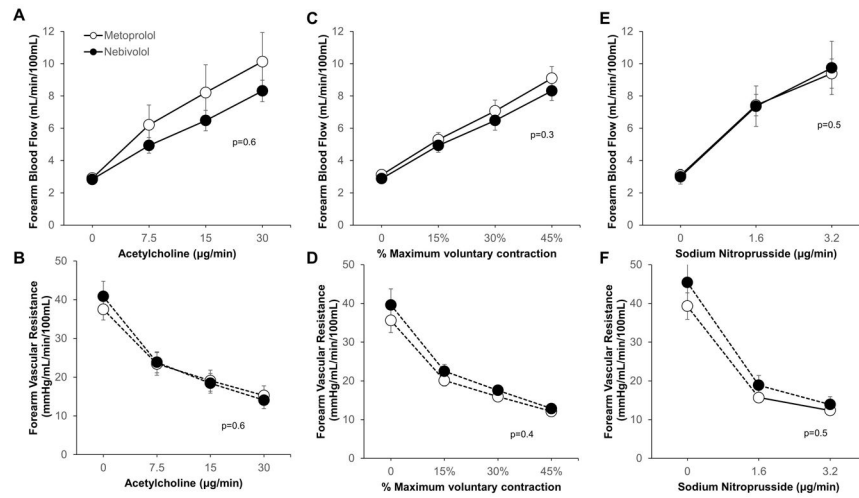 A
Metoprolol
Nebivolol
Forearm Blood Flow (mL/min/100mL)
12
10
8
6
4
2
0
p=0.6
0
7.5
15
30
Acetylcholine (µg/min)
C
Forearm Blood Flow (mL/min/100mL)
12
10
8
6
4
2
0
p=0.3
0
15%
30%
45%
% Maximum voluntary contraction
E
Forearm Blood Flow (mL/min/100mL)
12
10
8
6
4
2
0
p=0.5
0
1.6
3.2
Sodium Nitroprusside (µg/min)
B
Forearm Vascular Resistance
(mmHg/mL/min/100mL)
50
40
30
20
10
0
p=0.6
0
7.5
15
30
Acetylcholine (µg/min)
D
Forearm Vascular Resistance
(mmHg/mL/min/100mL)
50
40
30
20
10
0
p=0.4
0
15%
30%
45%
% Maximum voluntary contraction
F
Forearm Vascular Resistance
(mmHg/mL/min/100mL)
50
40
30
20
10
0
p=0.5
0
1.6
3.2
Sodium Nitroprusside (µg/min)